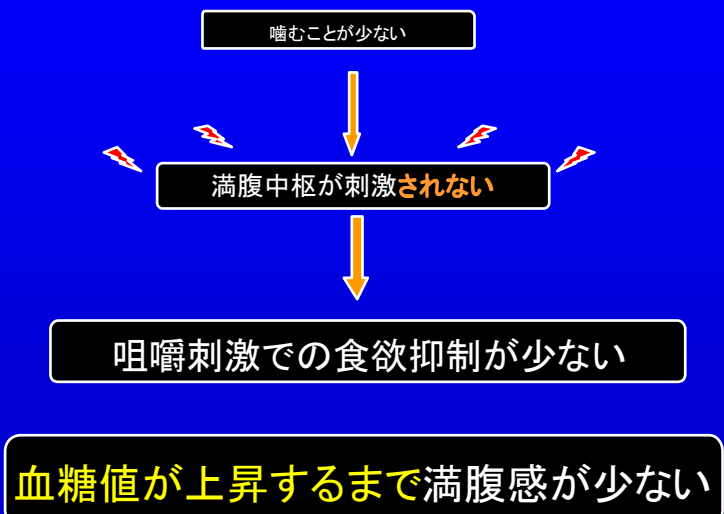 噛むことが少ない
満腹中枢が刺激されない
咀嚼刺激での食欲抑制が少ない
血糖値が上昇するまで満腹感が少ない